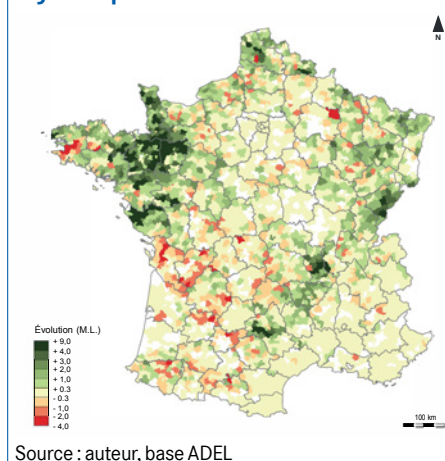 N
Évolution (M.L.)
+ 9,0
+ 4,0
+ 3,0
+ 2,0
+ 1,0
+ 0.3
- 0.3
- 1,0
- 2,0
- 4,0
100 km
Source : auteur, base ADEL